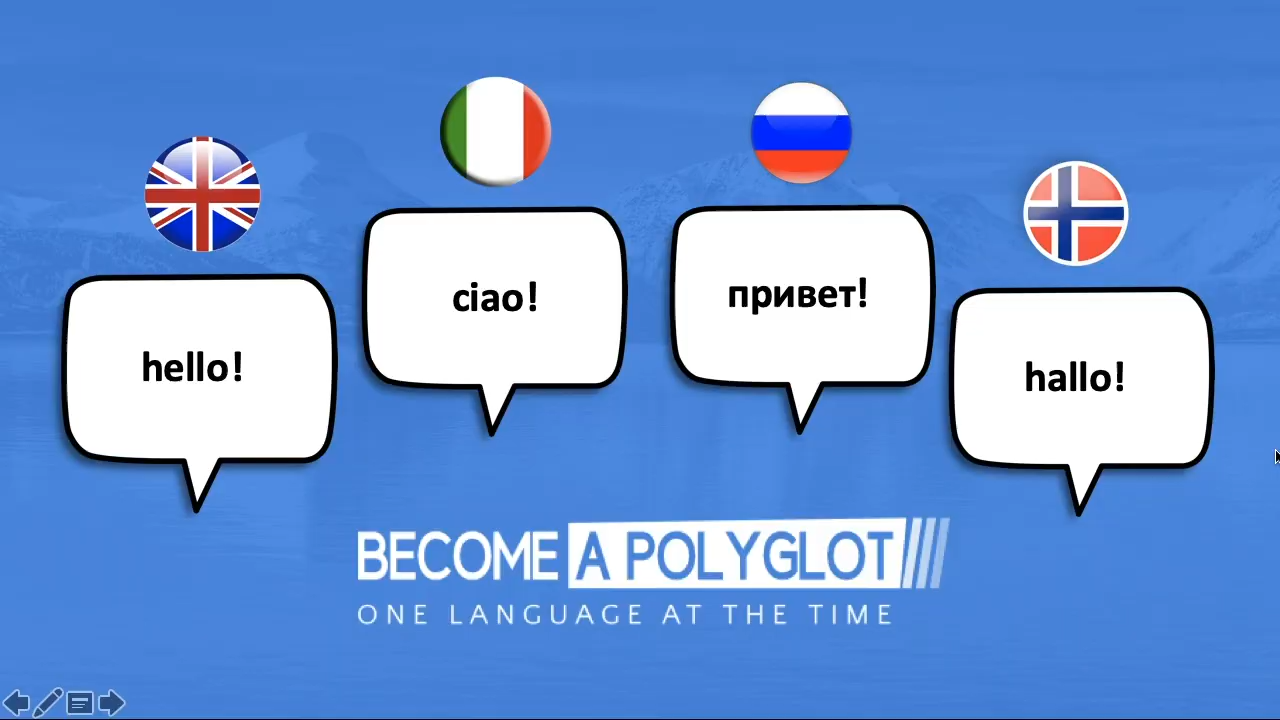 hello!
ciao!
привет!
hallo!
BECOME A POLYGLOT
ONE LANGUAGE AT THE TIME